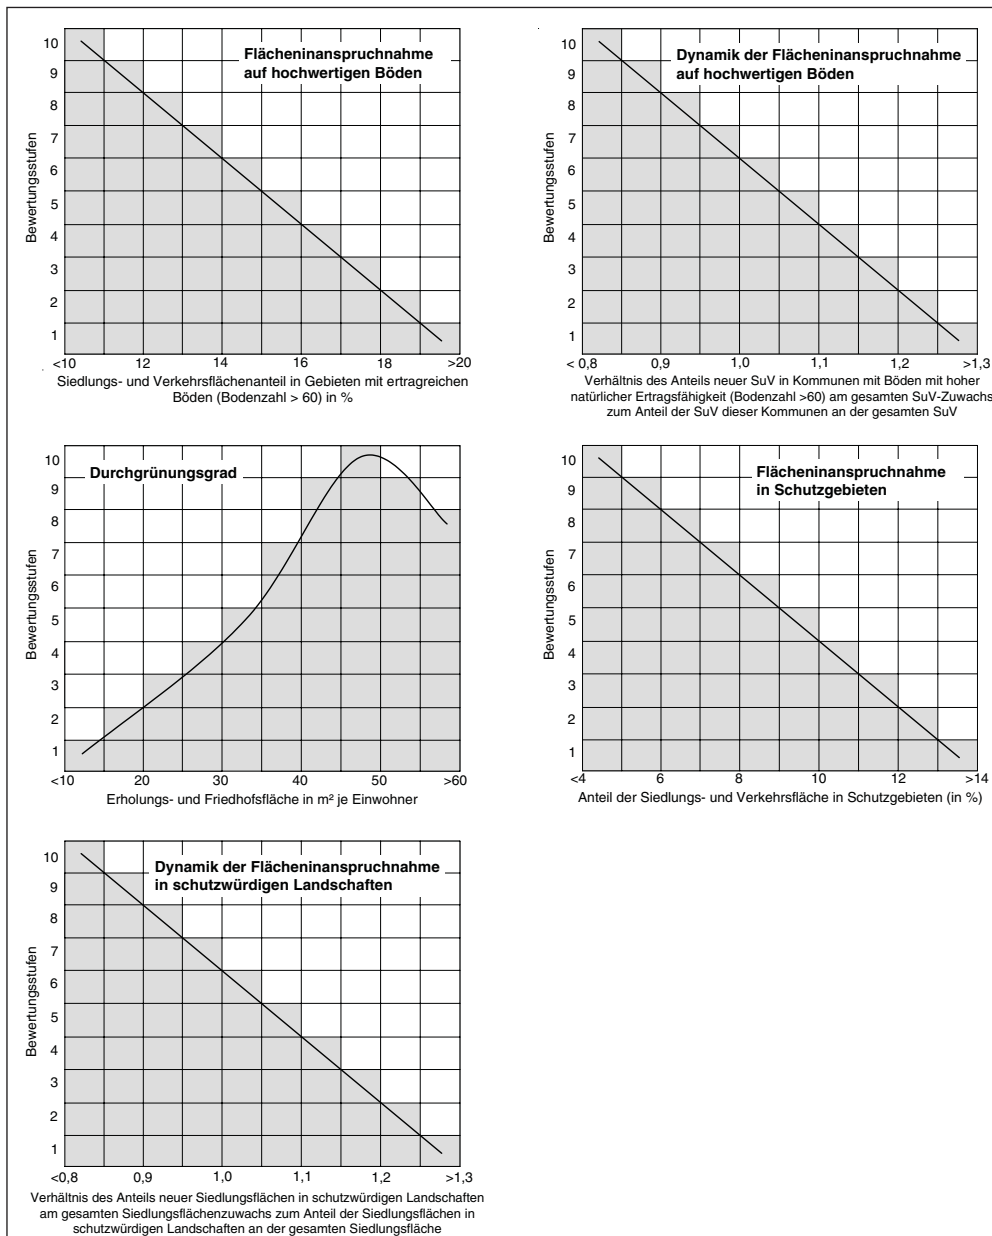 Flächeninanspruchnahme
auf hochwertigen Böden
Bewertungsstufen
10
9
8
7
6
5
4
3
2
1
<10 12 14 16 18 >20
Siedlungs- und Verkehrsflächenanteil in Gebieten mit ertragreichen
Böden (Bodenzahl > 60) in %
Dynamik der Flächeninanspruchnahme
auf hochwertigen Böden
Bewertungsstufen
10
9
8
7
6
5
4
3
2
1
< 0,8 0,9 1,0 1,1 1,2 >1,3
Verhältnis des Anteils neuer SuV in Kommunen mit Böden mit hoher
natürlicher Ertragsfähigkeit (Bodenzahl >60) am gesamten SuV-Zuwachs
zum Anteil der SuV dieser Kommunen an der gesamten SuV
Durchgrünungsgrad
Bewertungsstufen
10
9
8
7
6
5
4
3
2
1
<10 20 30 40 50 >60
Erholungs- und Friedhofsfläche in m² je Einwohner
Flächeninanspruchnahme
in Schutzgebieten
Bewertungsstufen
10
9
8
7
6
5
4
3
2
1
<4 6 8 10 12 >14
Anteil der Siedlungs- und Verkehrsfläche in Schutzgebieten (in %)
Dynamik der Flächeninanspruchnahme
in schutzwürdigen Landschaften
Bewertungsstufen
10
9
8
7
6
5
4
3
2
1
<0,8 0,9 1,0 1,1 1,2 >1,3
Verhältnis des Anteils neuer Siedlungsflächen in schutzwürdigen Landschaften
am gesamten Siedlungsflächenzuwachs zum Anteil der Siedlungsflächen in
schutzwürdigen Landschaften an der gesamten Siedlungsfläche